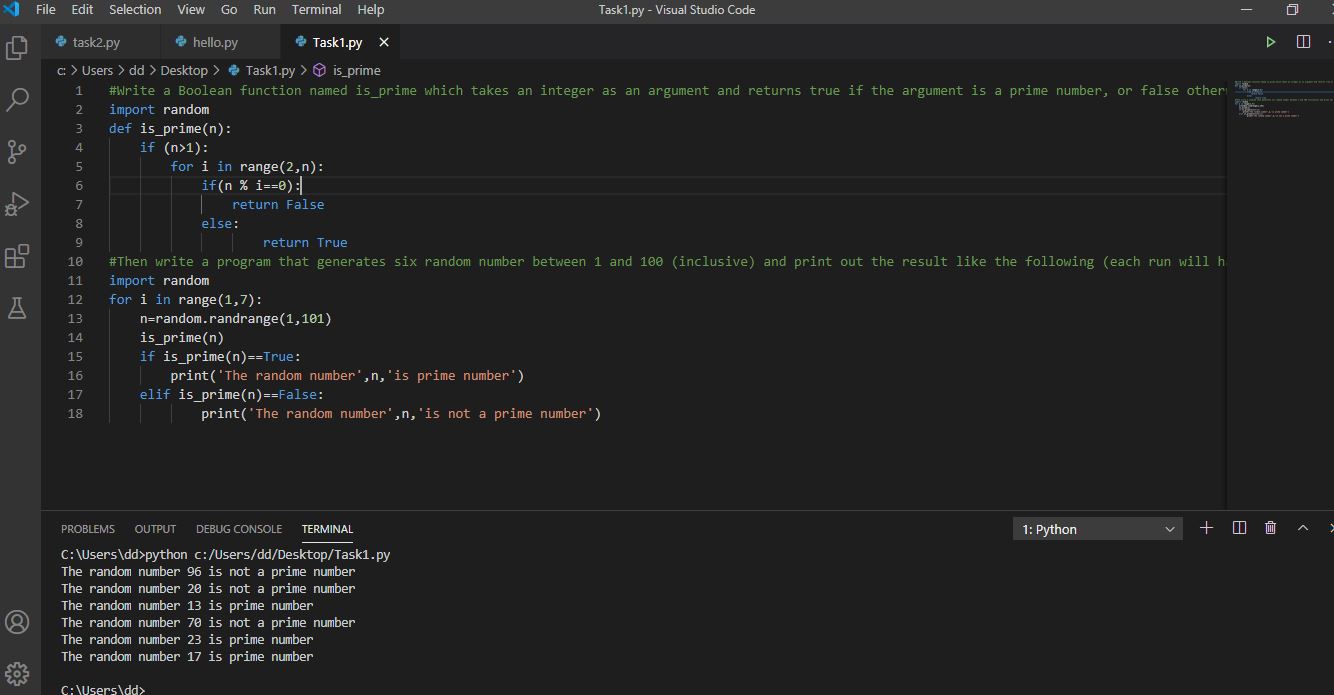 File Edit Selection View Go Run Terminal Help Task1.py - Visual Studio Code
task2.py hello.py Task1.py
c: > Users > dd > Desktop > Task1.py > is_prime
1 #Write a Boolean function named is_prime which takes an integer as an argument and returns true if the argument is a prime number, or false other
2 import random
3 def is_prime(n):
4 if (n>1):
5 for i in range(2,n):
6 if(n % i==0):
7 return False
8 else:
9 return True
10 #Then write a program that generates six random number between 1 and 100 (inclusive) and print out the result like the following (each run will h
11 import random
12 for i in range(1,7):
13 n=random.randrange(1,101)
14 is_prime(n)
15 if is_prime(n)==True:
16 print('The random number',n,'is prime number')
17 elif is_prime(n)==False:
18 print('The random number',n,'is not a prime number')
PROBLEMS OUTPUT DEBUG CONSOLE TERMINAL 1: Python
C:\Users\dd>python c:/Users/dd/Desktop/Task1.py
The random number 96 is not a prime number
The random number 20 is not a prime number
The random number 13 is prime number
The random number 70 is not a prime number
The random number 23 is prime number
The random number 17 is prime number
C:\Users\dd>